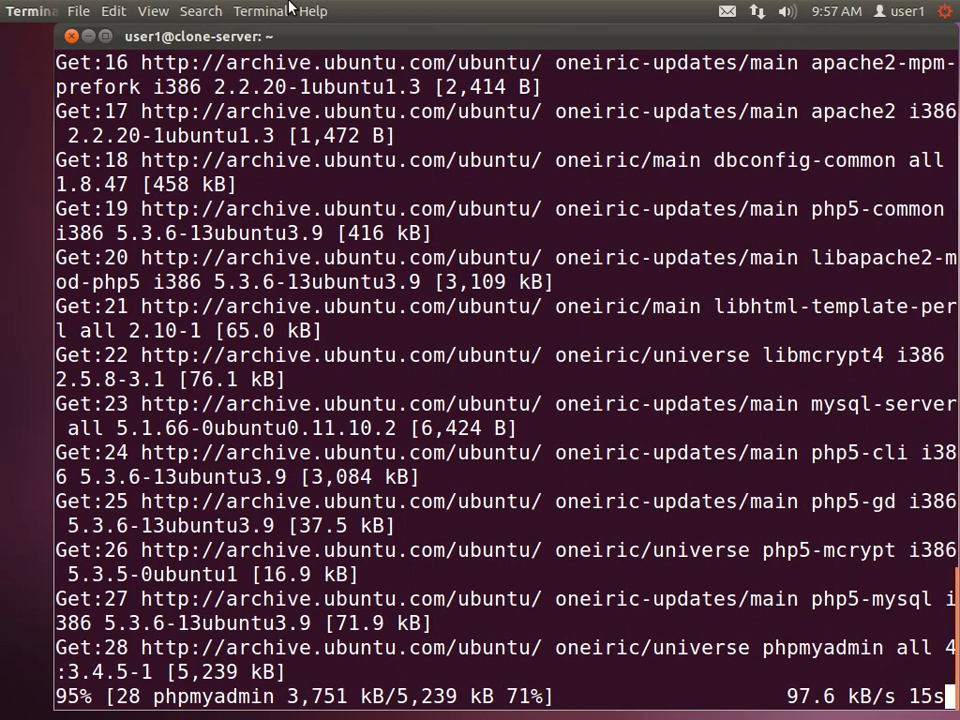 Termina File Edit View Search Terminal Help 9:57 AM user1
user1@clone-server: ~
Get:16 http://archive.ubuntu.com/ubuntu/ oneiric-updates/main apache2-mpm-
prefork i386 2.2.20-1ubuntu1.3 [2,414 B]
Get:17 http://archive.ubuntu.com/ubuntu/ oneiric-updates/main apache2 i386
 2.2.20-1ubuntu1.3 [1,472 B]
Get:18 http://archive.ubuntu.com/ubuntu/ oneiric/main dbconfig-common all
1.8.47 [458 kB]
Get:19 http://archive.ubuntu.com/ubuntu/ oneiric-updates/main php5-common
i386 5.3.6-13ubuntu3.9 [416 kB]
Get:20 http://archive.ubuntu.com/ubuntu/ oneiric-updates/main libapache2-m
od-php5 i386 5.3.6-13ubuntu3.9 [3,109 kB]
Get:21 http://archive.ubuntu.com/ubuntu/ oneiric/main libhtml-template-per
l all 2.10-1 [65.0 kB]
Get:22 http://archive.ubuntu.com/ubuntu/ oneiric/universe libmcrypt4 i386
2.5.8-3.1 [76.1 kB]
Get:23 http://archive.ubuntu.com/ubuntu/ oneiric-updates/main mysql-server
 all 5.1.66-0ubuntu0.11.10.2 [6,424 B]
Get:24 http://archive.ubuntu.com/ubuntu/ oneiric-updates/main php5-cli i38
6 5.3.6-13ubuntu3.9 [3,084 kB]
Get:25 http://archive.ubuntu.com/ubuntu/ oneiric-updates/main php5-gd i386
 5.3.6-13ubuntu3.9 [37.5 kB]
Get:26 http://archive.ubuntu.com/ubuntu/ oneiric/universe php5-mcrypt i386
 5.3.5-0ubuntu1 [16.9 kB]
Get:27 http://archive.ubuntu.com/ubuntu/ oneiric-updates/main php5-mysql i
386 5.3.6-13ubuntu3.9 [71.9 kB]
Get:28 http://archive.ubuntu.com/ubuntu/ oneiric/universe phpmyadmin all 4
:3.4.5-1 [5,239 kB]
95% [28 phpmyadmin 3,751 kB/5,239 kB 71%] 97.6 kB/s 15s